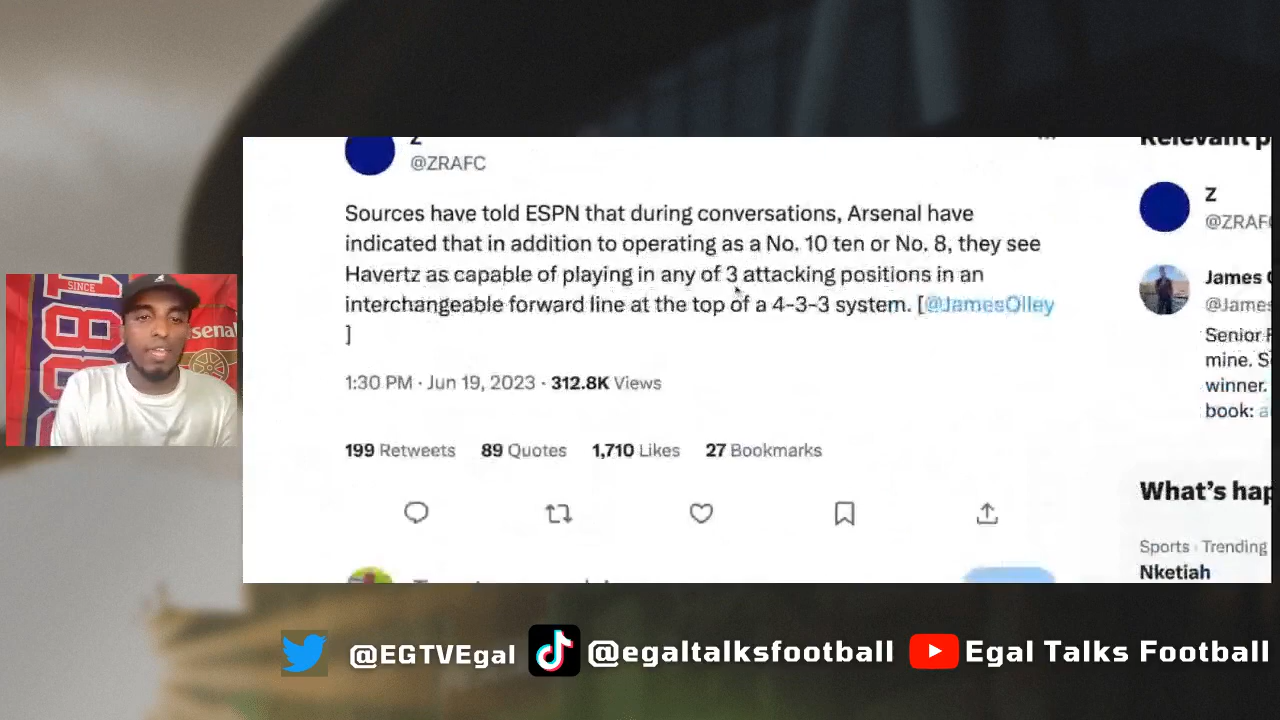 Z
@ZRAFC
Sources have told ESPN that during conversations, Arsenal have
indicated that in addition to operating as a No. 10 ten or No. 8, they see
Havertz as capable of playing in any of 3 attacking positions in an
interchangeable forward line at the top of a 4-3-3 system. [@JamesOlley
]
1:30 PM · Jun 19, 2023 · 312.8K Views
199 Retweets 89 Quotes 1,710 Likes 27 Bookmarks
Relevant p
Z
@ZRAF
James
@James
Senior
mine. S
winner.
book: a
What's hap
Sports · Trending
Nketiah
SINCE
188
senal
@EGTVEgal
@egaltalksfootball
Egal Talks Football